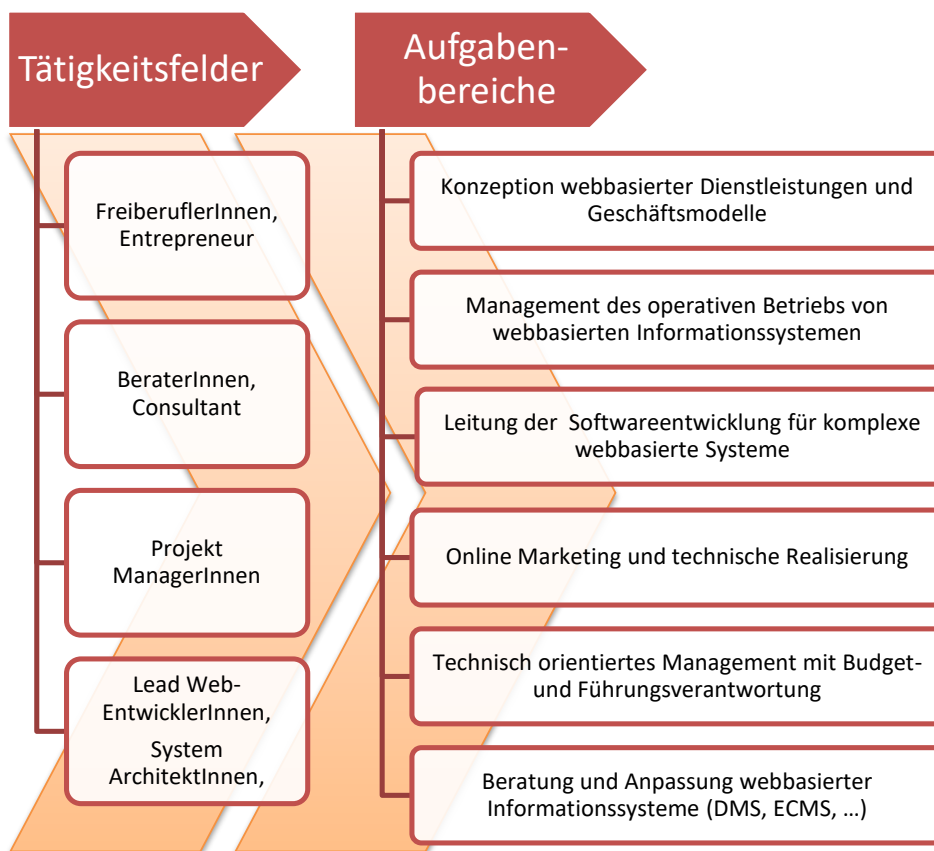 Tätigkeitsfelder
FreiberuflerInnen,
Entrepreneur
BeraterInnen,
Consultant
Projekt
ManagerInnen
Lead Web-
EntwicklerInnen,
System
ArchitektInnen,
Aufgaben-
bereiche
Konzeption webbasierter Dienstleistungen und
Geschäftsmodelle
Management des operativen Betriebs von
webbasierten Informationssystemen
Leitung der  Softwareentwicklung für komplexe
webbasierte Systeme
Online Marketing und technische Realisierung
Technisch orientiertes Management mit Budget-
und Führungsverantwortung
Beratung und Anpassung webbasierter
Informationssysteme (DMS, ECMS, …)